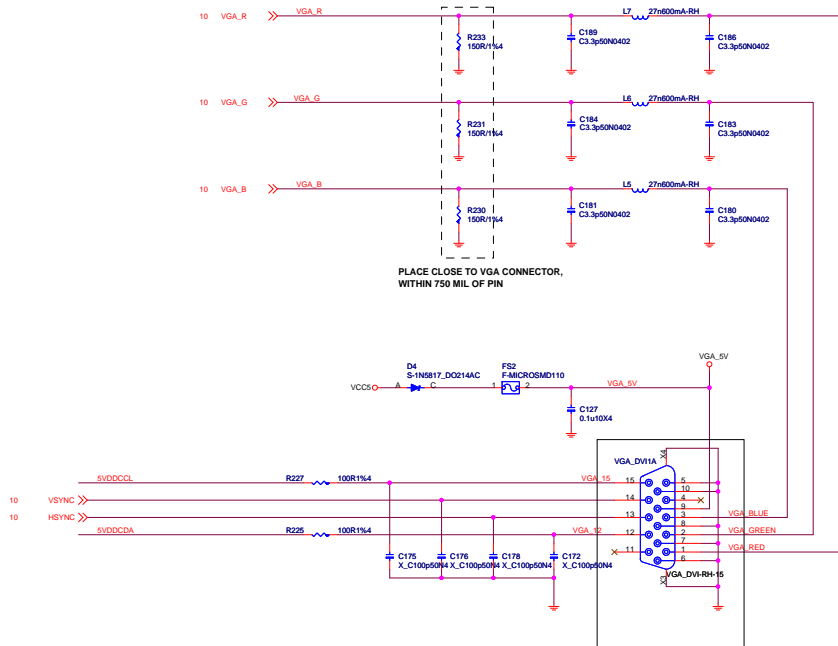 10 VGA_R VGA_R
L7 27n600mA-RH
R233
150R/1%4
C189
C3.3p50N0402
C186
C3.3p50N0402
10 VGA_G VGA_G
L6 27n600mA-RH
R231
150R/1%4
C184
C3.3p50N0402
C183
C3.3p50N0402
10 VGA_B VGA_B
L5 27n600mA-RH
R230
150R/1%4
C181
C3.3p50N0402
C180
C3.3p50N0402
PLACE CLOSE TO VGA CONNECTOR,
WITHIN 750 MIL OF PIN
VGA_5V
D4
S-1N5817_DO214AC
FS2
F-MICROSMD110
VCC5 A C 1 2 VGA_5V
C127
0.1u10X4
VGA_DVI1A
X4
5VDDCCL R227 100R1%4 VGA_15 15 5
10
10 VSYNC 14 4
9
10 HSYNC 13 3 VGA_BLUE
8
5VDDCDA R225 100R1%4 VGA_12 12 2 VGA_GREEN
7
11 1 VGA_RED
6
C175
X_C100p50N4
C176
X_C100p50N4
C178
X_C100p50N4
C172
X_C100p50N4
VGA_DVI-RH-15
X3